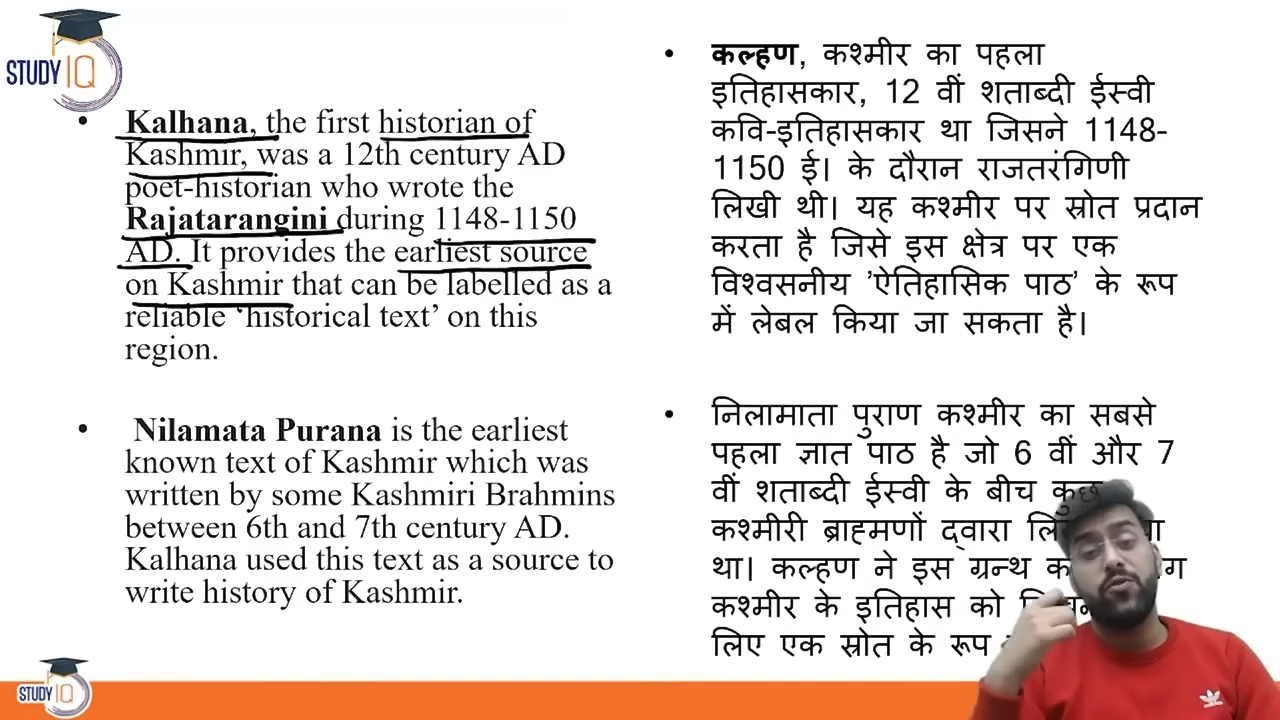 STUDY IQ
• Kalhana, the first historian of
Kashmir, was a 12th century AD
poet-historian who wrote the
Rajatarangini during 1148-1150
AD. It provides the earliest source
on Kashmir that can be labelled as a
reliable ‘historical text’ on this
region.
• Nilamata Purana is the earliest
known text of Kashmir which was
written by some Kashmiri Brahmins
between 6th and 7th century AD.
Kalhana used this text as a source to
write history of Kashmir.
• कल्हण, कश्मीर का पहला
इतिहासकार, 12 वीं शताब्दी ईस्वी
कवि-इतिहासकार था जिसने 1148-
1150 ई। के दौरान राजतरंगिणी
लिखी थी। यह कश्मीर पर स्रोत प्रदान
करता है जिसे इस क्षेत्र पर एक
विश्वसनीय ’ऐतिहासिक पाठ’ के रूप
में लेबल किया जा सकता है।
• निलामाता पुराण कश्मीर का सबसे
पहला ज्ञात पाठ है जो 6 वीं और 7
वीं शताब्दी ईस्वी के बीच कुछ
कश्मीरी ब्राह्मणों द्वारा
था। कल्हण ने इस ग्रन्थ
कश्मीर के इतिहास को
लिए एक स्रोत के रूप
STUDY IQ